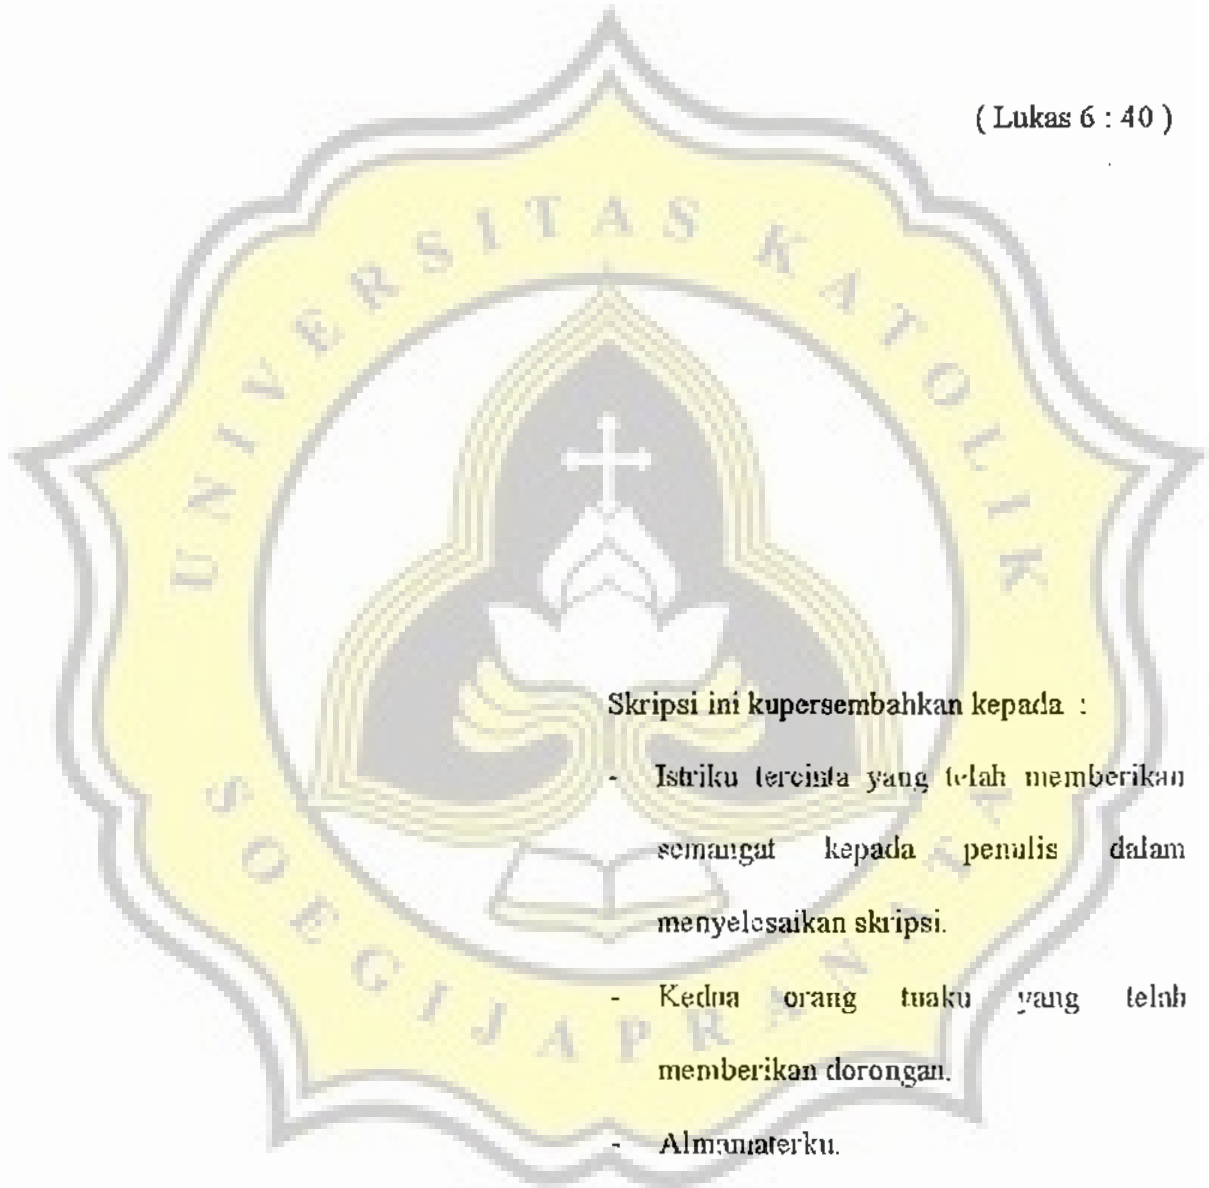 ( Lukas 6 : 40 )
UNIVERSITAS KATOLIK
SOEGIJAPRANATA
Skripsi ini kupersembahkan kepada :
- Istriku tercinta yang telah memberikan
semangat kepada penulis dalam
menyelesaikan skripsi.
- Kedua orang tuaku yang telah
memberikan dorongan.
- Almamaterku.